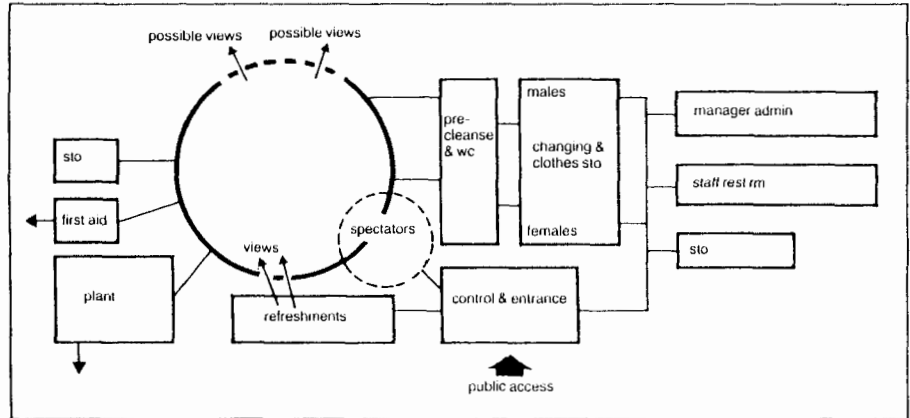 possible views
possible views
pre-
cleanse
& wc
males
changing &
clothes sto
females
manager admin
staff rest rm
sto
sto
first aid
plant
spectators
views
refreshments
control & entrance
public access